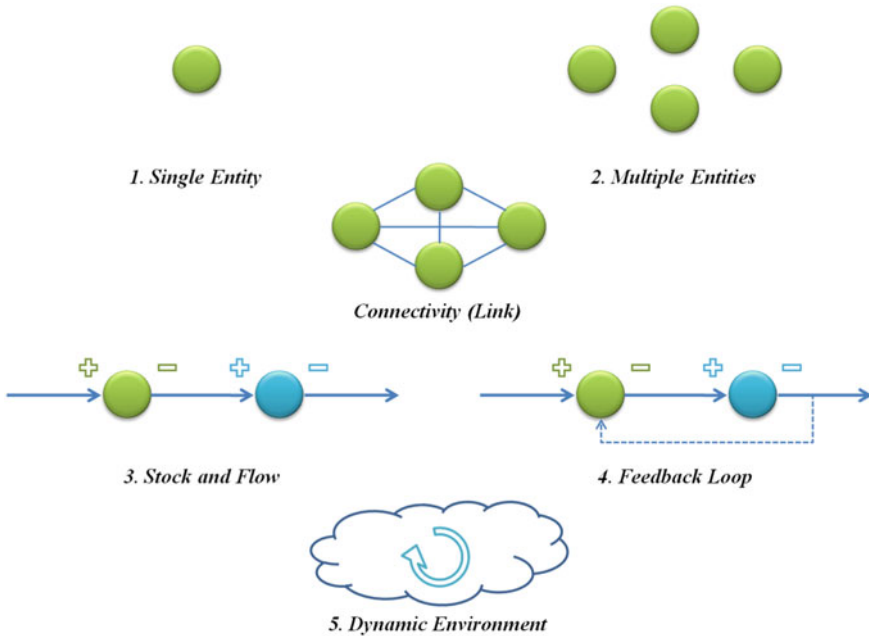 1. Single Entity
2. Multiple Entities
Connectivity (Link)
3. Stock and Flow
4. Feedback Loop
5. Dynamic Environment